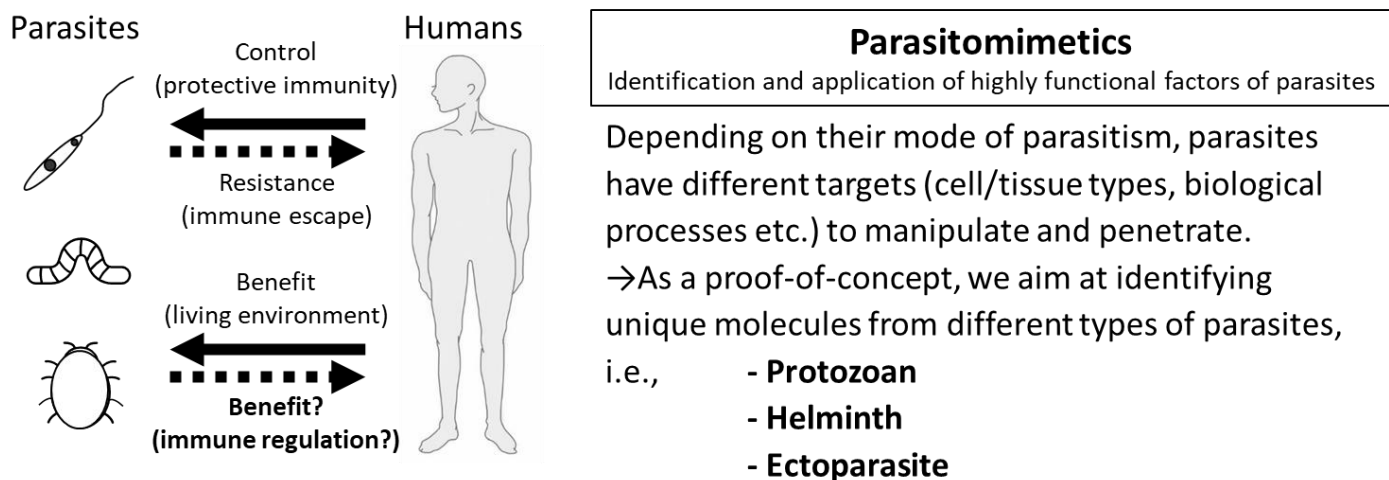 Parasites
Humans
Control
(protective immunity)
Resistance
(immune escape)
Benefit
(living environment)
Benefit?
(immune regulation?)
Parasitomimetics
Identification and application of highly functional factors of parasites
Depending on their mode of parasitism, parasites
have different targets (cell/tissue types, biological
processes etc.) to manipulate and penetrate.
→As a proof-of-concept, we aim at identifying
unique molecules from different types of parasites,
i.e., - Protozoan
- Helminth
- Ectoparasite